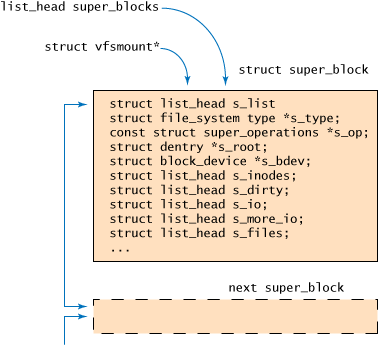 list_head super_blocks
struct vfsmount*
struct super_block
struct list_head s_list
struct file_system type *s_type;
const struct super_operations *s_op;
struct dentry *s_root;
struct block_device *s_bdev;
struct list_head s_inodes;
struct list_head s_dirty;
struct list_head s_io;
struct list_head s_more_io;
struct list_head s_files;
...
next super_block